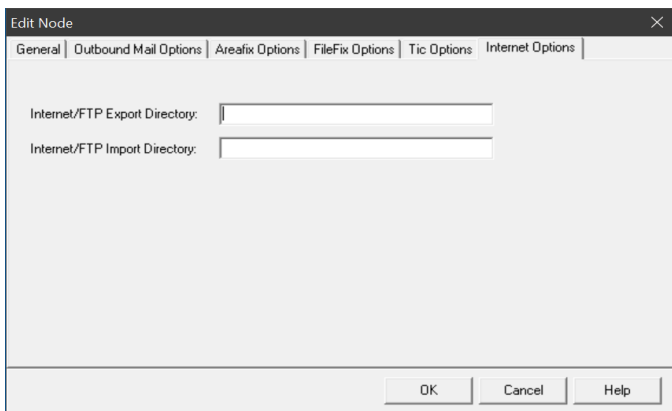 Edit Node
General Outbound Mail Options Areafix Options FileFix Options Tic Options Internet Options
Internet/FTP Export Directory:
Internet/FTP Import Directory:
OK Cancel Help